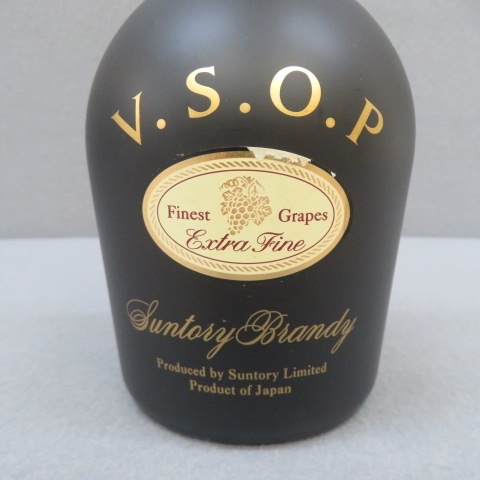 V.S.O.P
Finest Grapes
Extra Fine
Suntory Brandy
Produced by Suntory Limited
Product of Japan